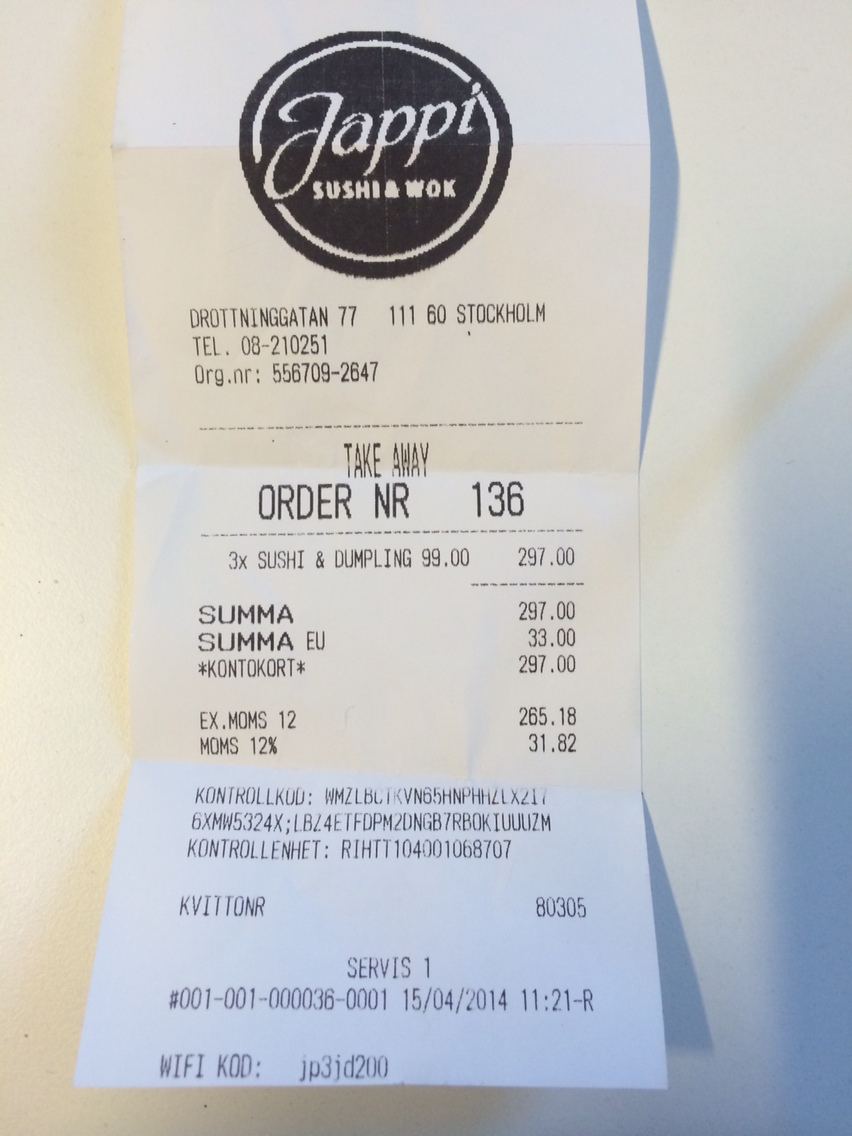 Jappi
SUSHI & WOK
DROTTNINGGATAN 77 111 60 STOCKHOLM
TEL. 08-210251
Org.nr: 556709-2647
TAKE AWAY
ORDER NR 136
3x SUSHI & DUMPLING 99.00 297.00
SUMMA 297.00
SUMMA EU 33.00
*KONTOKORT* 297.00
EX.MOMS 12 265.18
MOMS 12% 31.82
KONTROLLKOD:
6XMW5324X;LBZ4ETFDPM2DNGB7RBOKIUUUZM
KONTROLLENHET: RIHTT104001068707
KVITTONR 80305
SERVIS 1
#001-001-000036-0001 15/04/2014 11:21-R
WIFI KOD: jp3jd200